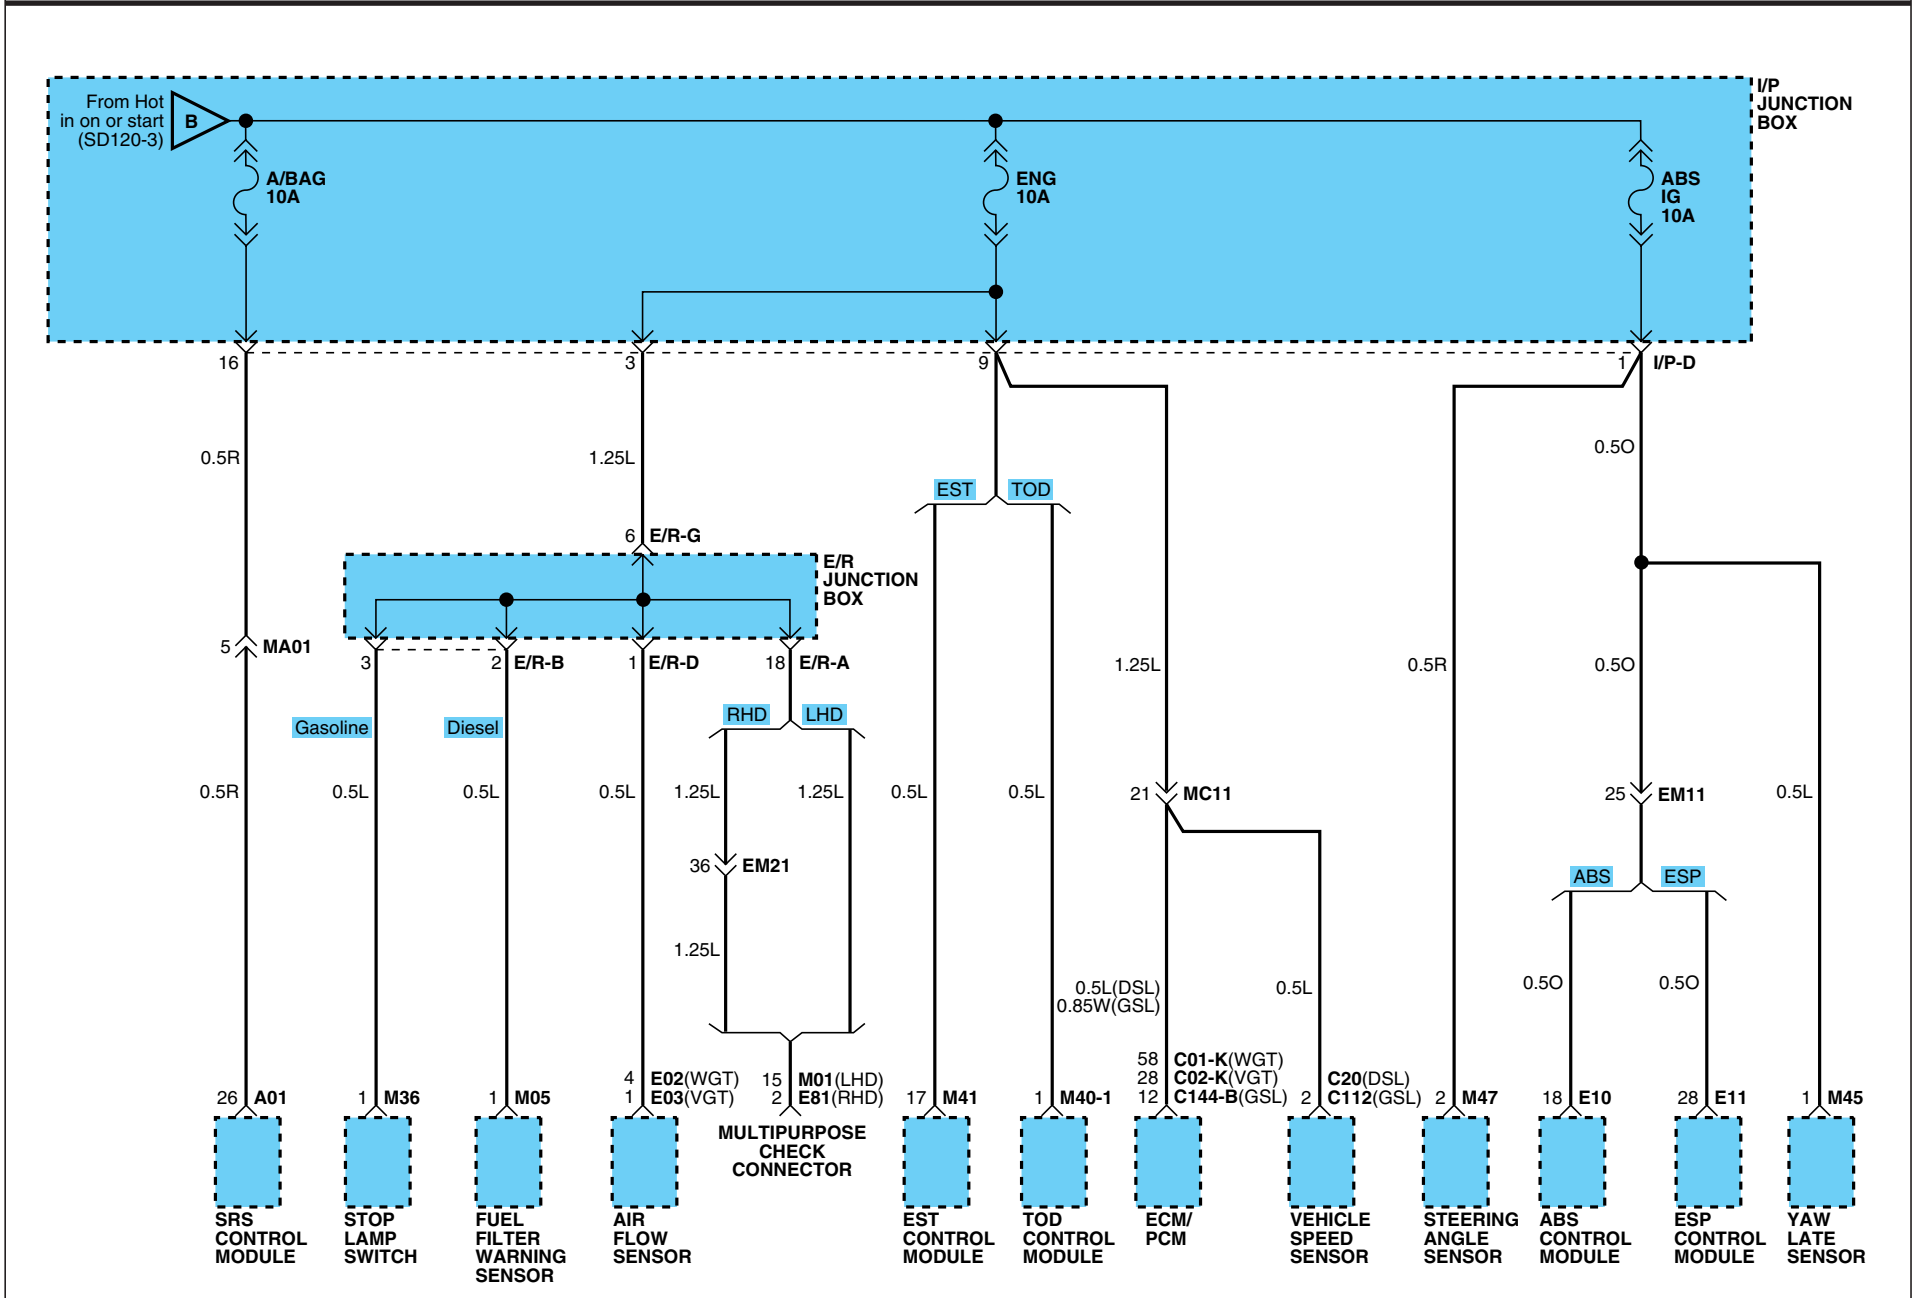 From Hot
in on or start
(SD120-3)
B
I/P
JUNCTION
BOX
A/BAG
10A
ENG
10A
ABS
IG
10A
16
3
9
1
I/P-D
0.5R
1.25L
0.5O
EST
TOD
6
E/R-G
E/R
JUNCTION
BOX
5
MA01
3
2
E/R-B
1
E/R-D
18
E/R-A
1.25L
0.5R
0.5O
Gasoline
Diesel
RHD
LHD
0.5R
0.5L
0.5L
0.5L
1.25L
1.25L
0.5L
0.5L
21
MC11
25
EM11
0.5L
36
EM21
ABS
ESP
1.25L
0.5L(DSL)
0.85W(GSL)
0.5L
0.5O
0.5O
26
A01
1
M36
1
M05
4
E02(WGT)
1
E03(VGT)
15
M01(LHD)
2
E81(RHD)
17
M41
1
M40-1
58
C01-K(WGT)
28
C02-K(VGT)
12
C144-B(GSL)
C20(DSL)
2
C112(GSL)
2
M47
18
E10
28
E11
1
M45
MULTIPURPOSE
CHECK
CONNECTOR
SRS
CONTROL
MODULE
STOP
LAMP
SWITCH
FUEL
FILTER
WARNING
SENSOR
AIR
FLOW
SENSOR
EST
CONTROL
MODULE
TOD
CONTROL
MODULE
ECM/
PCM
VEHICLE
SPEED
SENSOR
STEERING
ANGLE
SENSOR
ABS
CONTROL
MODULE
ESP
CONTROL
MODULE
YAW
LATE
SENSOR